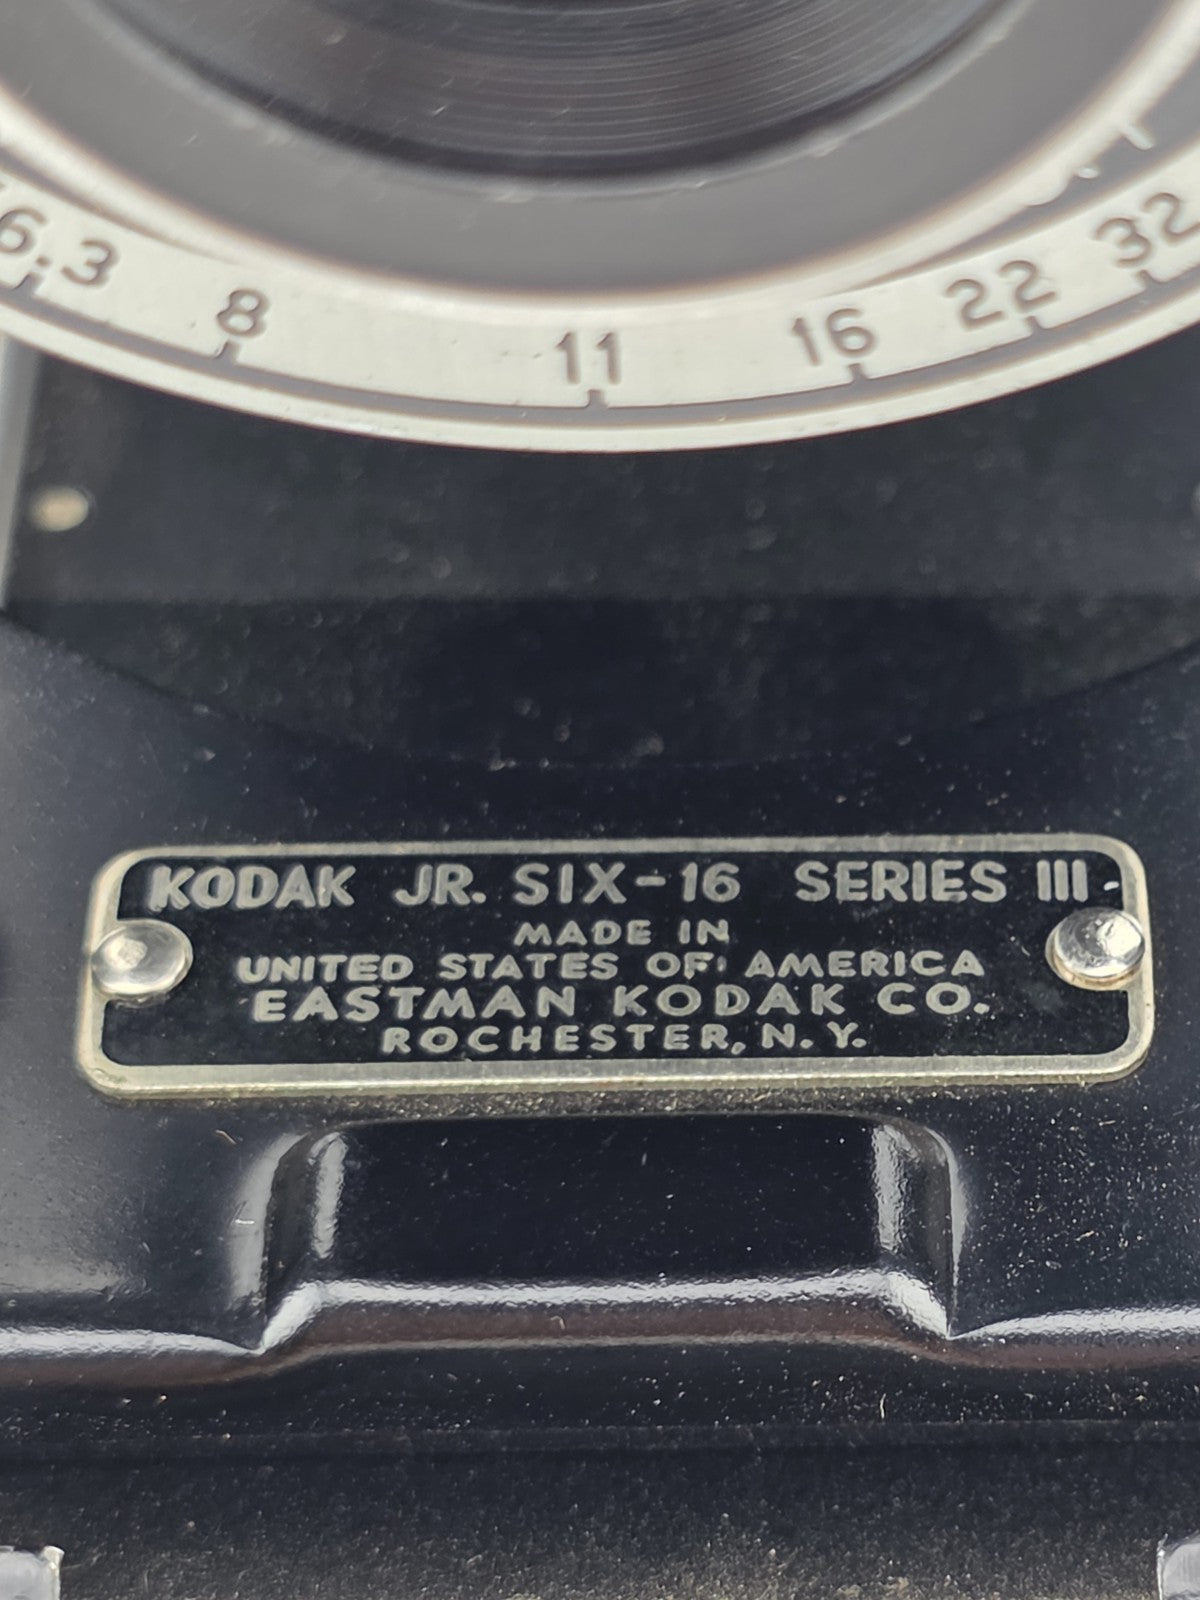 6.3 8 11 16 22 32
KODAK JR. SIX-16 SERIES III
MADE IN
UNITED STATES OF AMERICA
EASTMAN KODAK CO.
ROCHESTER, N. Y.